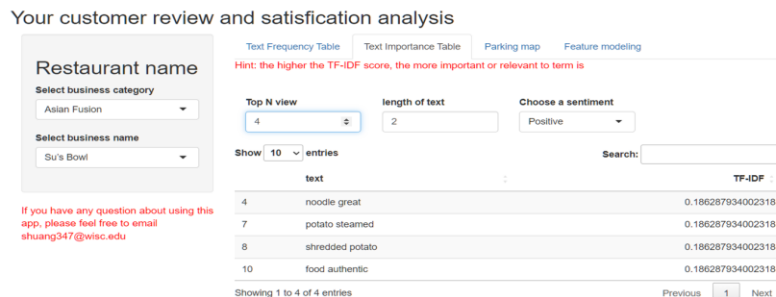 Your customer review and satisfication analysis
Restaurant name
Select business category
Asian Fusion
Select business name
Su's Bowl
If you have any question about using this
app, please feel free to email
shuang347@wisc.edu
Text Frequency Table Text Importance Table Parking map Feature modeling
Hint: the higher the TF-IDF score, the more important or relevant to term is
Top N view length of text Choose a sentiment
4 2 Positive
Show 10 entries Search:
text TF-IDF
4 noodle great 0.186287934002318
7 potato steamed 0.186287934002318
8 shredded potato 0.186287934002318
10 food authentic 0.186287934002318
Showing 1 to 4 of 4 entries Previous 1 Next